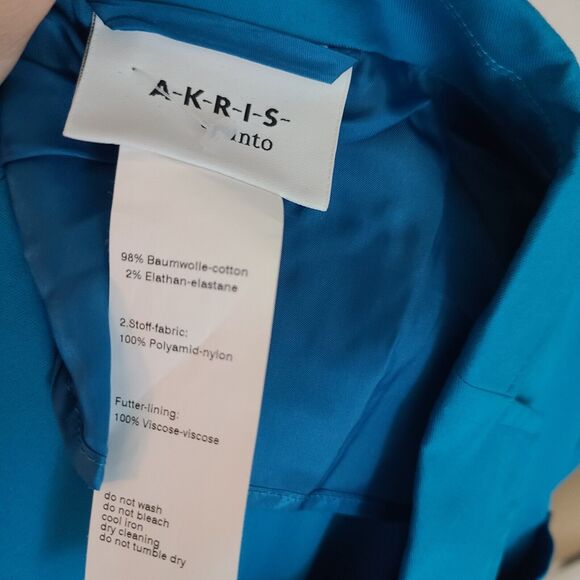 A-K-R-I-S-
98% Baumwolle-cotton
2% Elathan-elastane
2.Stoff-fabric:
100% Polyamid-nylon
Futter-lining:
100% Viscose-viscose
do not wash
do not bleach
cool iron
dry cleaning
do not tumble dry